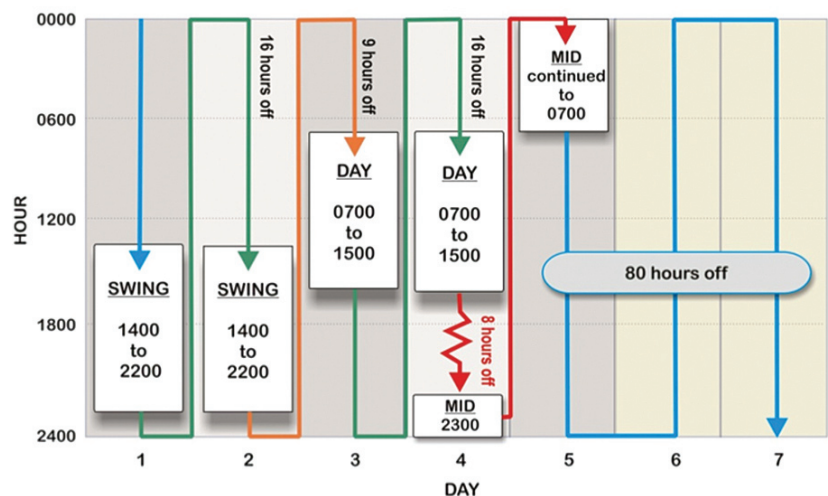 0000
0600
1200
1800
2400
HOUR
SWING
1400
to
2200
16 hours off
SWING
1400
to
2200
9 hours off
DAY
0700
to
1500
16 hours off
DAY
0700
to
1500
8 hours off
MID
2300
MID
continued
to
0700
80 hours off
1 2 3 4 5 6 7
DAY